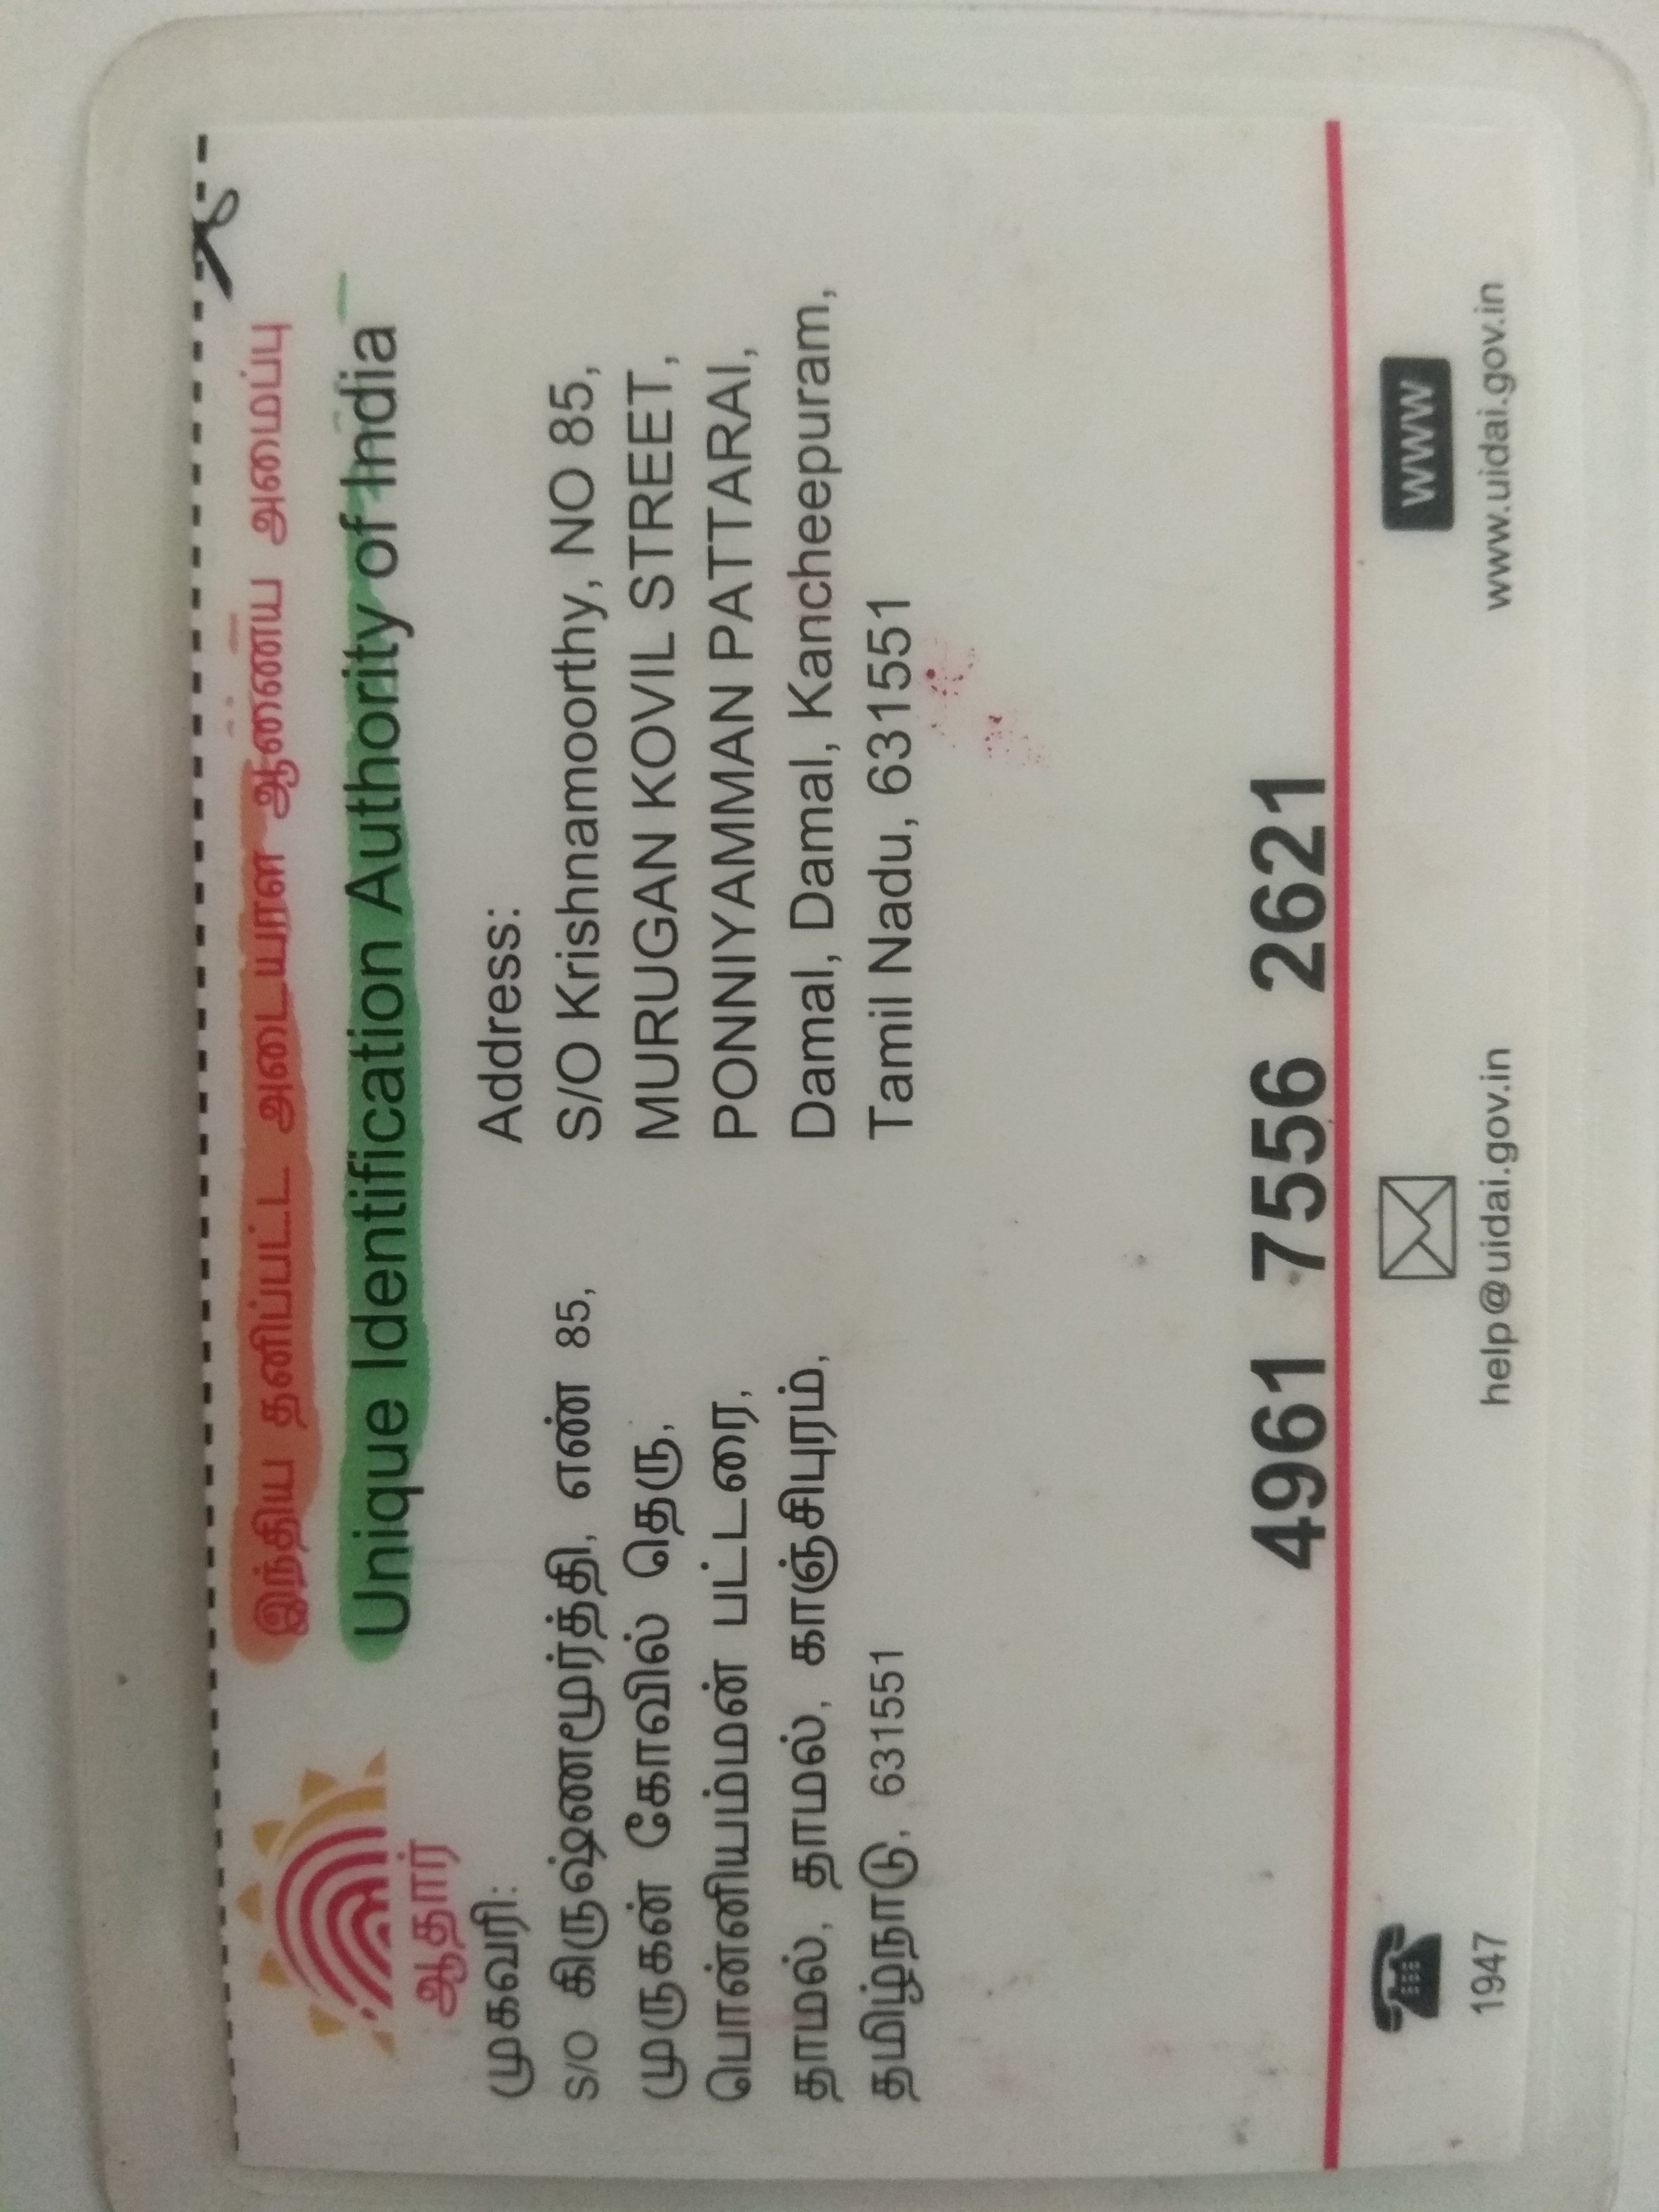 இந்திய தனிப்பட்ட அடையாள ஆணைய அமைப்பு
Unique Identification Authority of India
ஆதார்
முகவரி:
S/O கிருஷ்ணமூர்த்தி, எண் 85,
முருகன் கோவில் தெரு,
பொன்னியம்மன் பட்டரை,
தாமல், தாமல், காஞ்சிபுரம்,
தமிழ்நாடு, 631551
Address:
S/O Krishnamoorthy, NO 85,
MURUGAN KOVIL STREET,
PONNIYAMMAN PATTARAI,
Damal, Damal, Kancheepuram,
Tamil Nadu, 631551
4961 7556 2621
1947
help@uidai.gov.in
WWW
www.uidai.gov.in